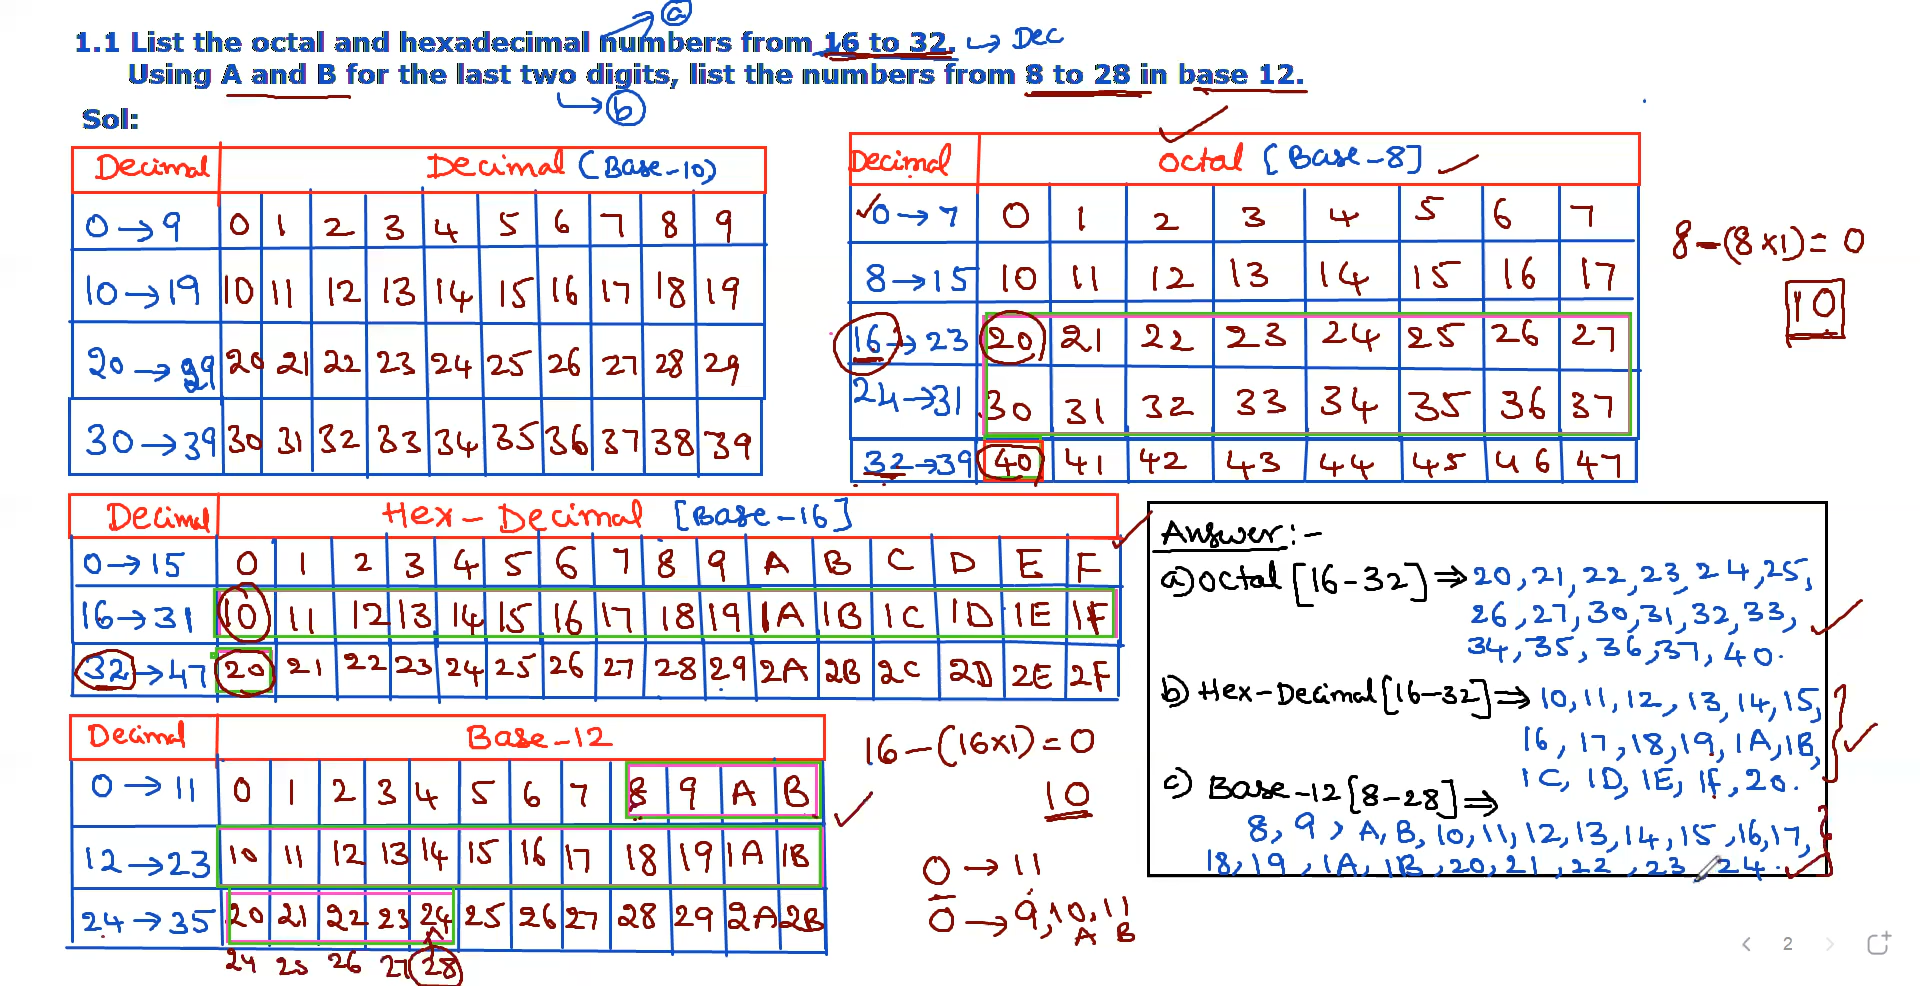 a
1.1 List the octal and hexadecimal numbers from 16 to 32. → Dec
Using A and B for the last two digits, list the numbers from 8 to 28 in base 12.
→ b
Sol:
Decimal Decimal (Base-10)
0→9 0 1 2 3 4 5 6 7 8 9
10→19 10 11 12 13 14 15 16 17 18 19
20→29 20 21 22 23 24 25 26 27 28 29
30→39 30 31 32 33 34 35 36 37 38 39
Decimal Octal [Base-8]
0→7 0 1 2 3 4 5 6 7
8→15 10 11 12 13 14 15 16 17
16→23 20 21 22 23 24 25 26 27
24→31 30 31 32 33 34 35 36 37
32→39 40 41 42 43 44 45 46 47
8-(8×1)=0
10
Decimal Hex-Decimal [Base-16]
0→15 0 1 2 3 4 5 6 7 8 9 A B C D E F
16→31 10 11 12 13 14 15 16 17 18 19 1A 1B 1C 1D 1E 1F
32→47 20 21 22 23 24 25 26 27 28 29 2A 2B 2C 2D 2E 2F
Decimal Base-12
0→11 0 1 2 3 4 5 6 7 8 9 A B
12→23 10 11 12 13 14 15 16 17 18 19 1A 1B
24→35 20 21 22 23 24 25 26 27 28 29 2A 2B
24 25 26 27 28
16-(16×1)=0
10
0→11
0→9,10,11
A B
Answer:-
a) Octal [16-32]⇒20,21,22,23,24,25,
26,27,30,31,32,33,
34,35,36,37,40.
b) Hex-Decimal[16-32]⇒10,11,12,13,14,15,
16,17,18,19,1A,1B,
1C,1D,1E,1F,20.
c) Base-12[8-28]⇒
8,9,A,B,10,11,12,13,14,15,16,17,
18,19,1A,1B,20,21,22,23,24.
2